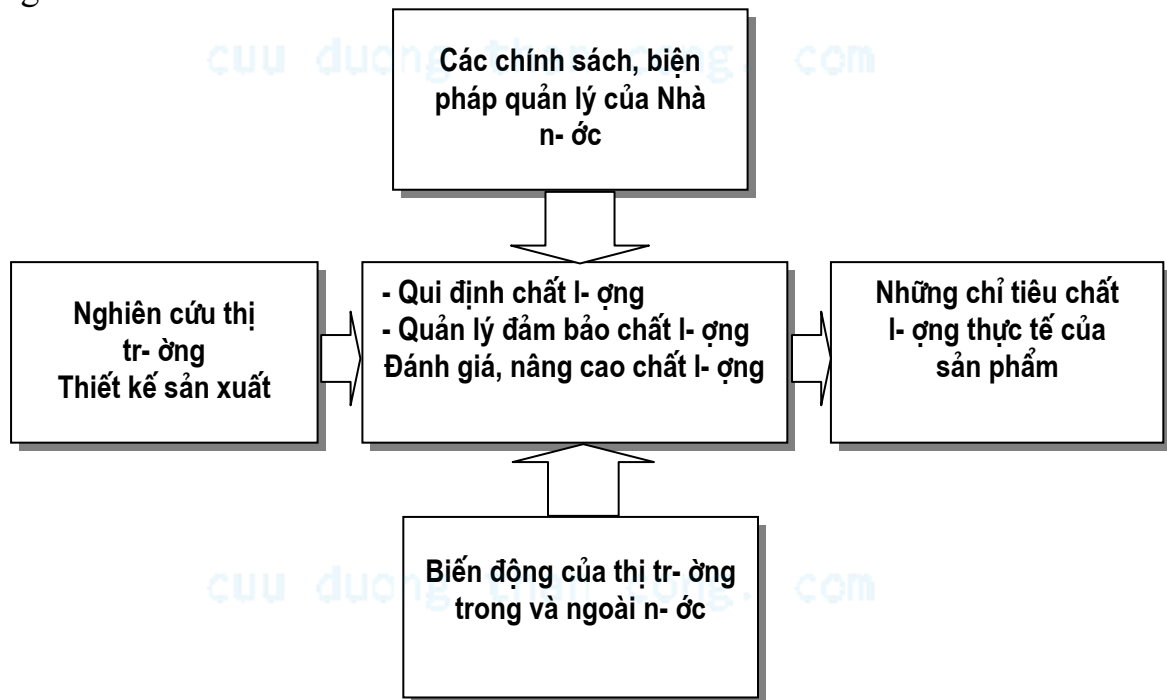 g
cuu duong than cong. com
Các chính sách, biện
pháp quản lý của Nhà
n- ớc
Nghiên cứu thị
tr- ờng
Thiết kế sản xuất
- Qui định chất l- ợng
- Quản lý đảm bảo chất l- ợng
Đánh giá, nâng cao chất l- ợng
Những chỉ tiêu chất
l- ợng thực tế của
sản phẩm
Biến động của thị tr- ờng
trong và ngoài n- ớc
cuu duong than cong. com